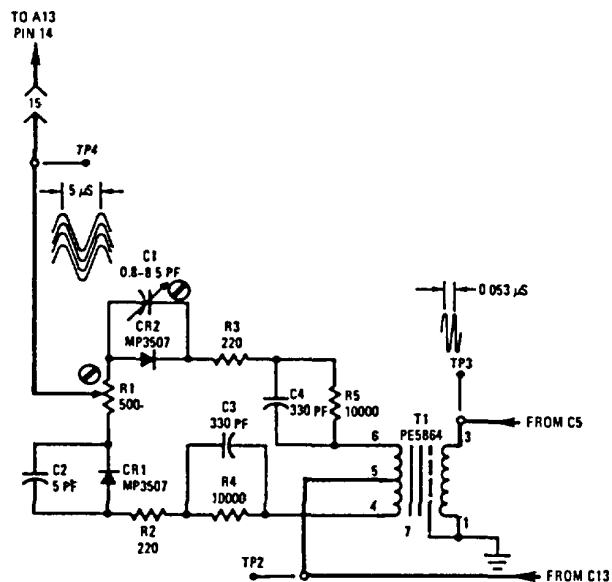 TO A13
PIN 14
15
TP4
5 µS
C1
0.8-8 5 PF
CR2
MP3507
R3
220
0 053 µS
TP3
R1
500-
C4
330 PF
R5
10000
C3
330 PF
T1
PE5864
FROM C5
6
3
C2
5 PF
CR1
MP3507
R4
10000
5
4
7
1
R2
220
TP2
FROM C13